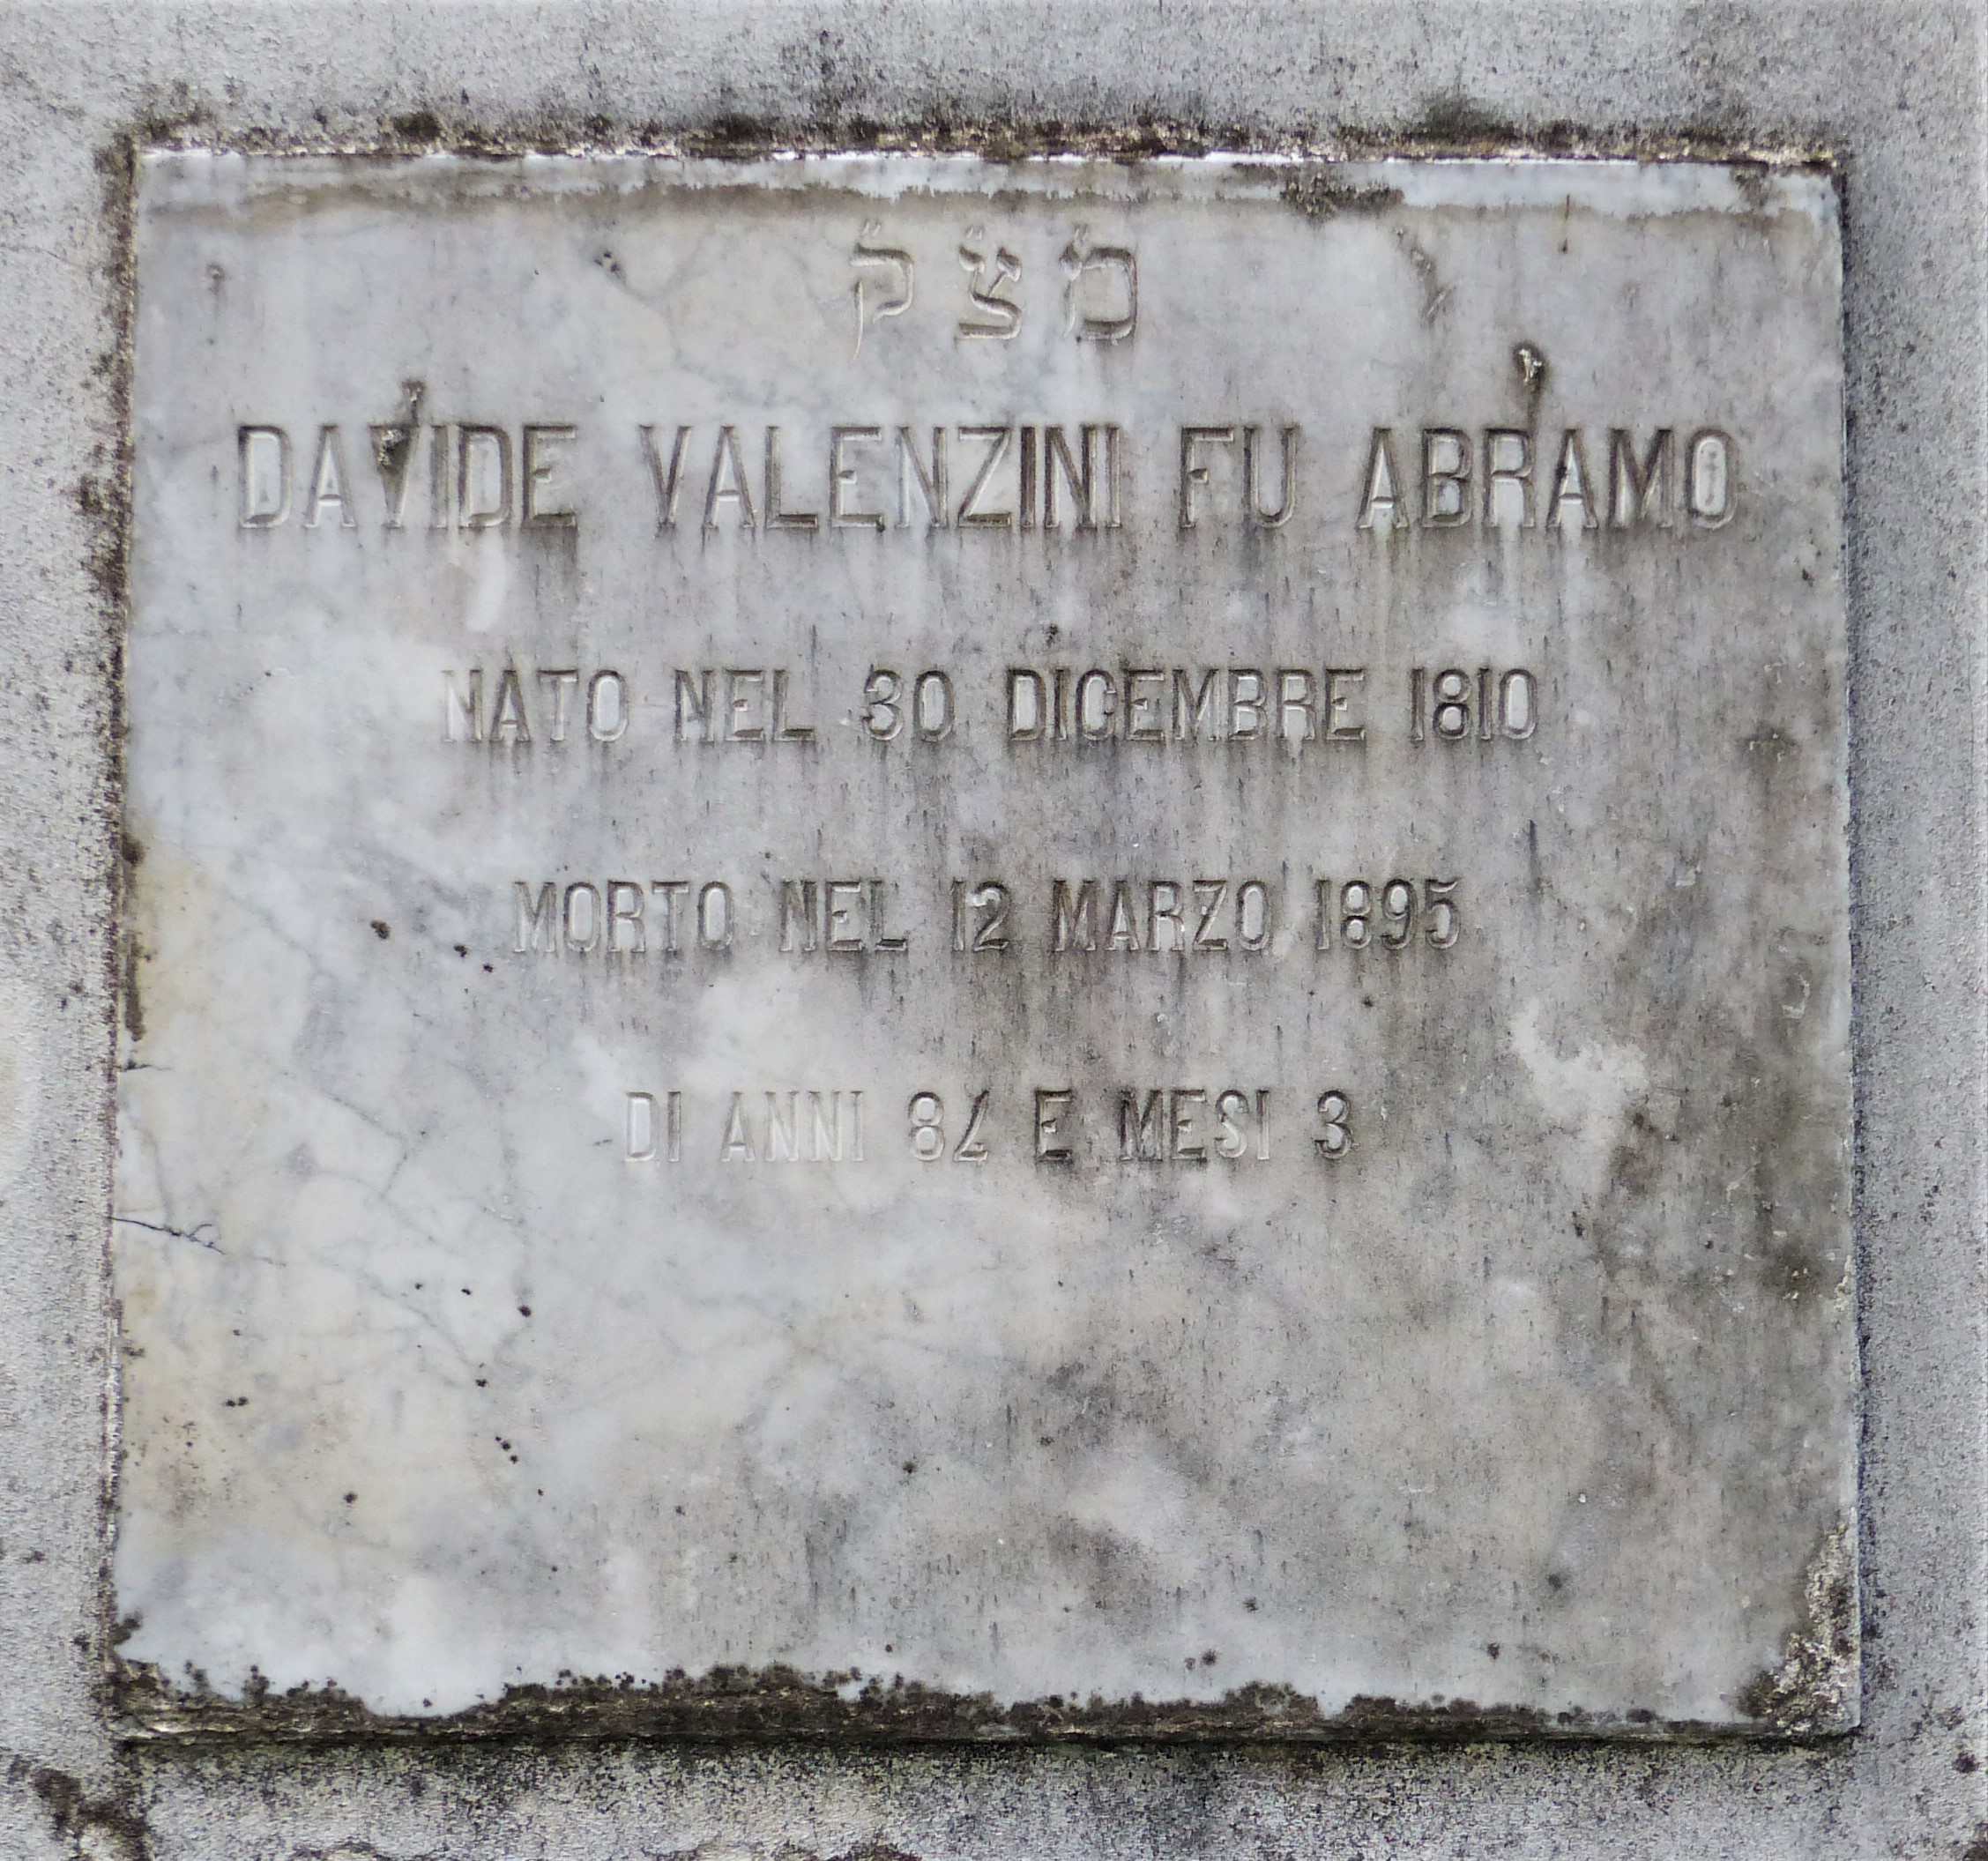 מ̈ צ̈ ק̈
DAVIDE VALENZINI FU ABRAMO
NATO NEL 30 DICEMBRE 1810
MORTO NEL 12 MARZO 1895
DI ANNI 84 E MESI 3